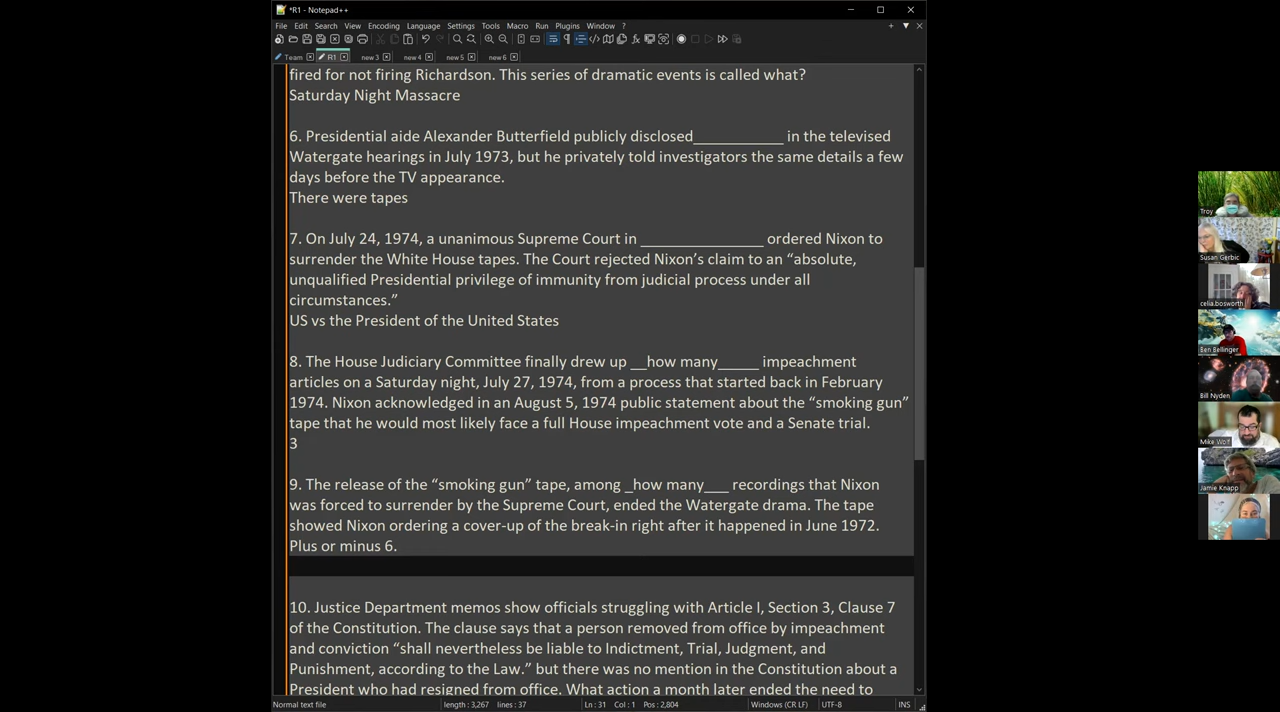 *R1 - Notepad++
File Edit Search View Encoding Language Settings Tools Macro Run Plugins Window ?
Team R1 new 3 new 4 new 5 new 6
fired for not firing Richardson. This series of dramatic events is called what?
Saturday Night Massacre
6. Presidential aide Alexander Butterfield publicly disclosed___________ in the televised
Watergate hearings in July 1973, but he privately told investigators the same details a few
days before the TV appearance.
There were tapes
7. On July 24, 1974, a unanimous Supreme Court in _______________ ordered Nixon to
surrender the White House tapes. The Court rejected Nixon’s claim to an “absolute,
unqualified Presidential privilege of immunity from judicial process under all
circumstances.”
US vs the President of the United States
8. The House Judiciary Committee finally drew up __how many_____ impeachment
articles on a Saturday night, July 27, 1974, from a process that started back in February
1974. Nixon acknowledged in an August 5, 1974 public statement about the “smoking gun”
tape that he would most likely face a full House impeachment vote and a Senate trial.
3
9. The release of the “smoking gun” tape, among _how many___ recordings that Nixon
was forced to surrender by the Supreme Court, ended the Watergate drama. The tape
showed Nixon ordering a cover-up of the break-in right after it happened in June 1972.
Plus or minus 6.
10. Justice Department memos show officials struggling with Article I, Section 3, Clause 7
of the Constitution. The clause says that a person removed from office by impeachment
and conviction “shall nevertheless be liable to Indictment, Trial, Judgment, and
Punishment, according to the Law.” but there was no mention in the Constitution about a
President who had resigned from office. What action a month later ended the need to
Normal text file length : 3,267 lines : 37 Ln : 31 Col : 1 Pos : 2,804 Windows (CR LF) UTF-8 INS
Troy
Susan Gerbic
celia.bosworth
Ben Bellinger
Bill Nyden
Mike Wolf
Jamie Knapp